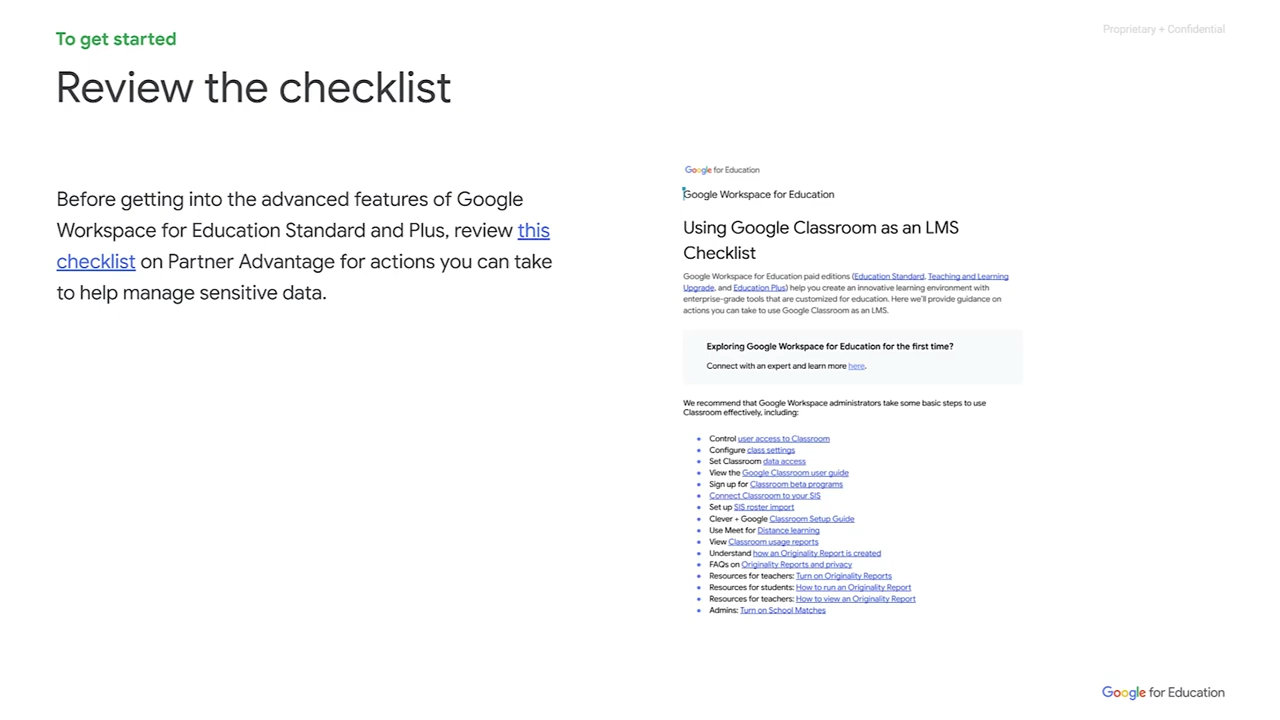 To get started
Proprietary + Confidential
Review the checklist
Before getting into the advanced features of Google
Workspace for Education Standard and Plus, review this
checklist on Partner Advantage for actions you can take
to help manage sensitive data.
Google for Education
Google Workspace for Education
Using Google Classroom as an LMS
Checklist
Google Workspace for Education paid editions (Education Standard, Teaching and Learning
Upgrade, and Education Plus) help you create an innovative learning environment with
enterprise-grade tools that are customized for education. Here we'll provide guidance on
actions you can take to use Google Classroom as an LMS.
Exploring Google Workspace for Education for the first time?
Connect with an expert and learn more here.
We recommend that Google Workspace administrators take some basic steps to use
Classroom effectively, including:
• Control user access to Classroom
• Configure class settings
• Set Classroom data access
• View the Google Classroom user guide
• Sign up for Classroom beta programs
• Connect Classroom to your SIS
• Set up SIS roster import
• Clever + Google Classroom Setup Guide
• Use Meet for Distance learning
• View Classroom usage reports
• Understand how an Originality Report is created
• FAQs on Originality Reports and privacy
• Resources for teachers: Turn on Originality Reports
• Resources for students: How to run an Originality Report
• Resources for teachers: How to view an Originality Report
• Admins: Turn on School Matches
Google for Education